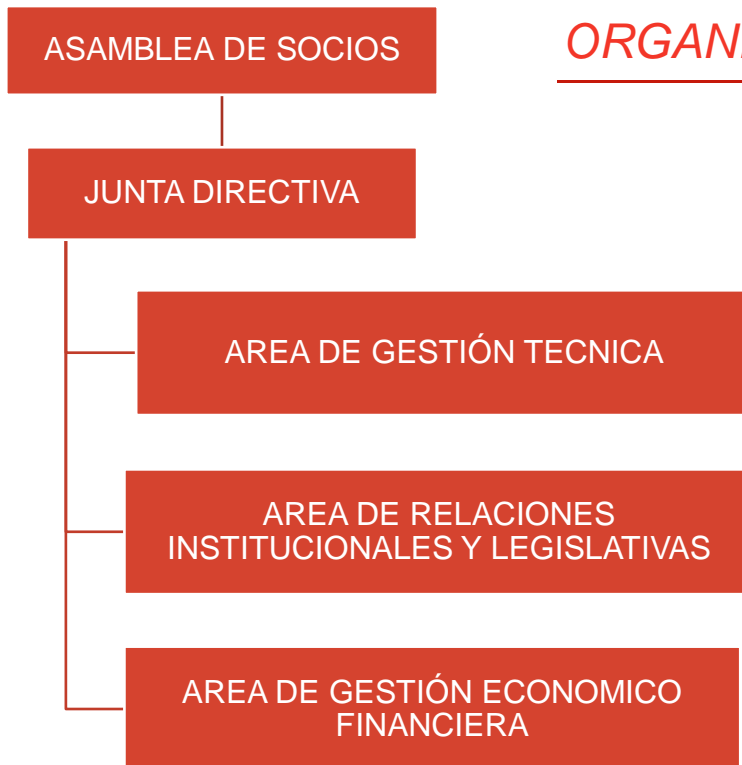 ASAMBLEA DE SOCIOS
JUNTA DIRECTIVA
AREA DE GESTIÓN TECNICA
AREA DE RELACIONES
INSTITUCIONALES Y LEGISLATIVAS
AREA DE GESTIÓN ECONOMICO
FINANCIERA